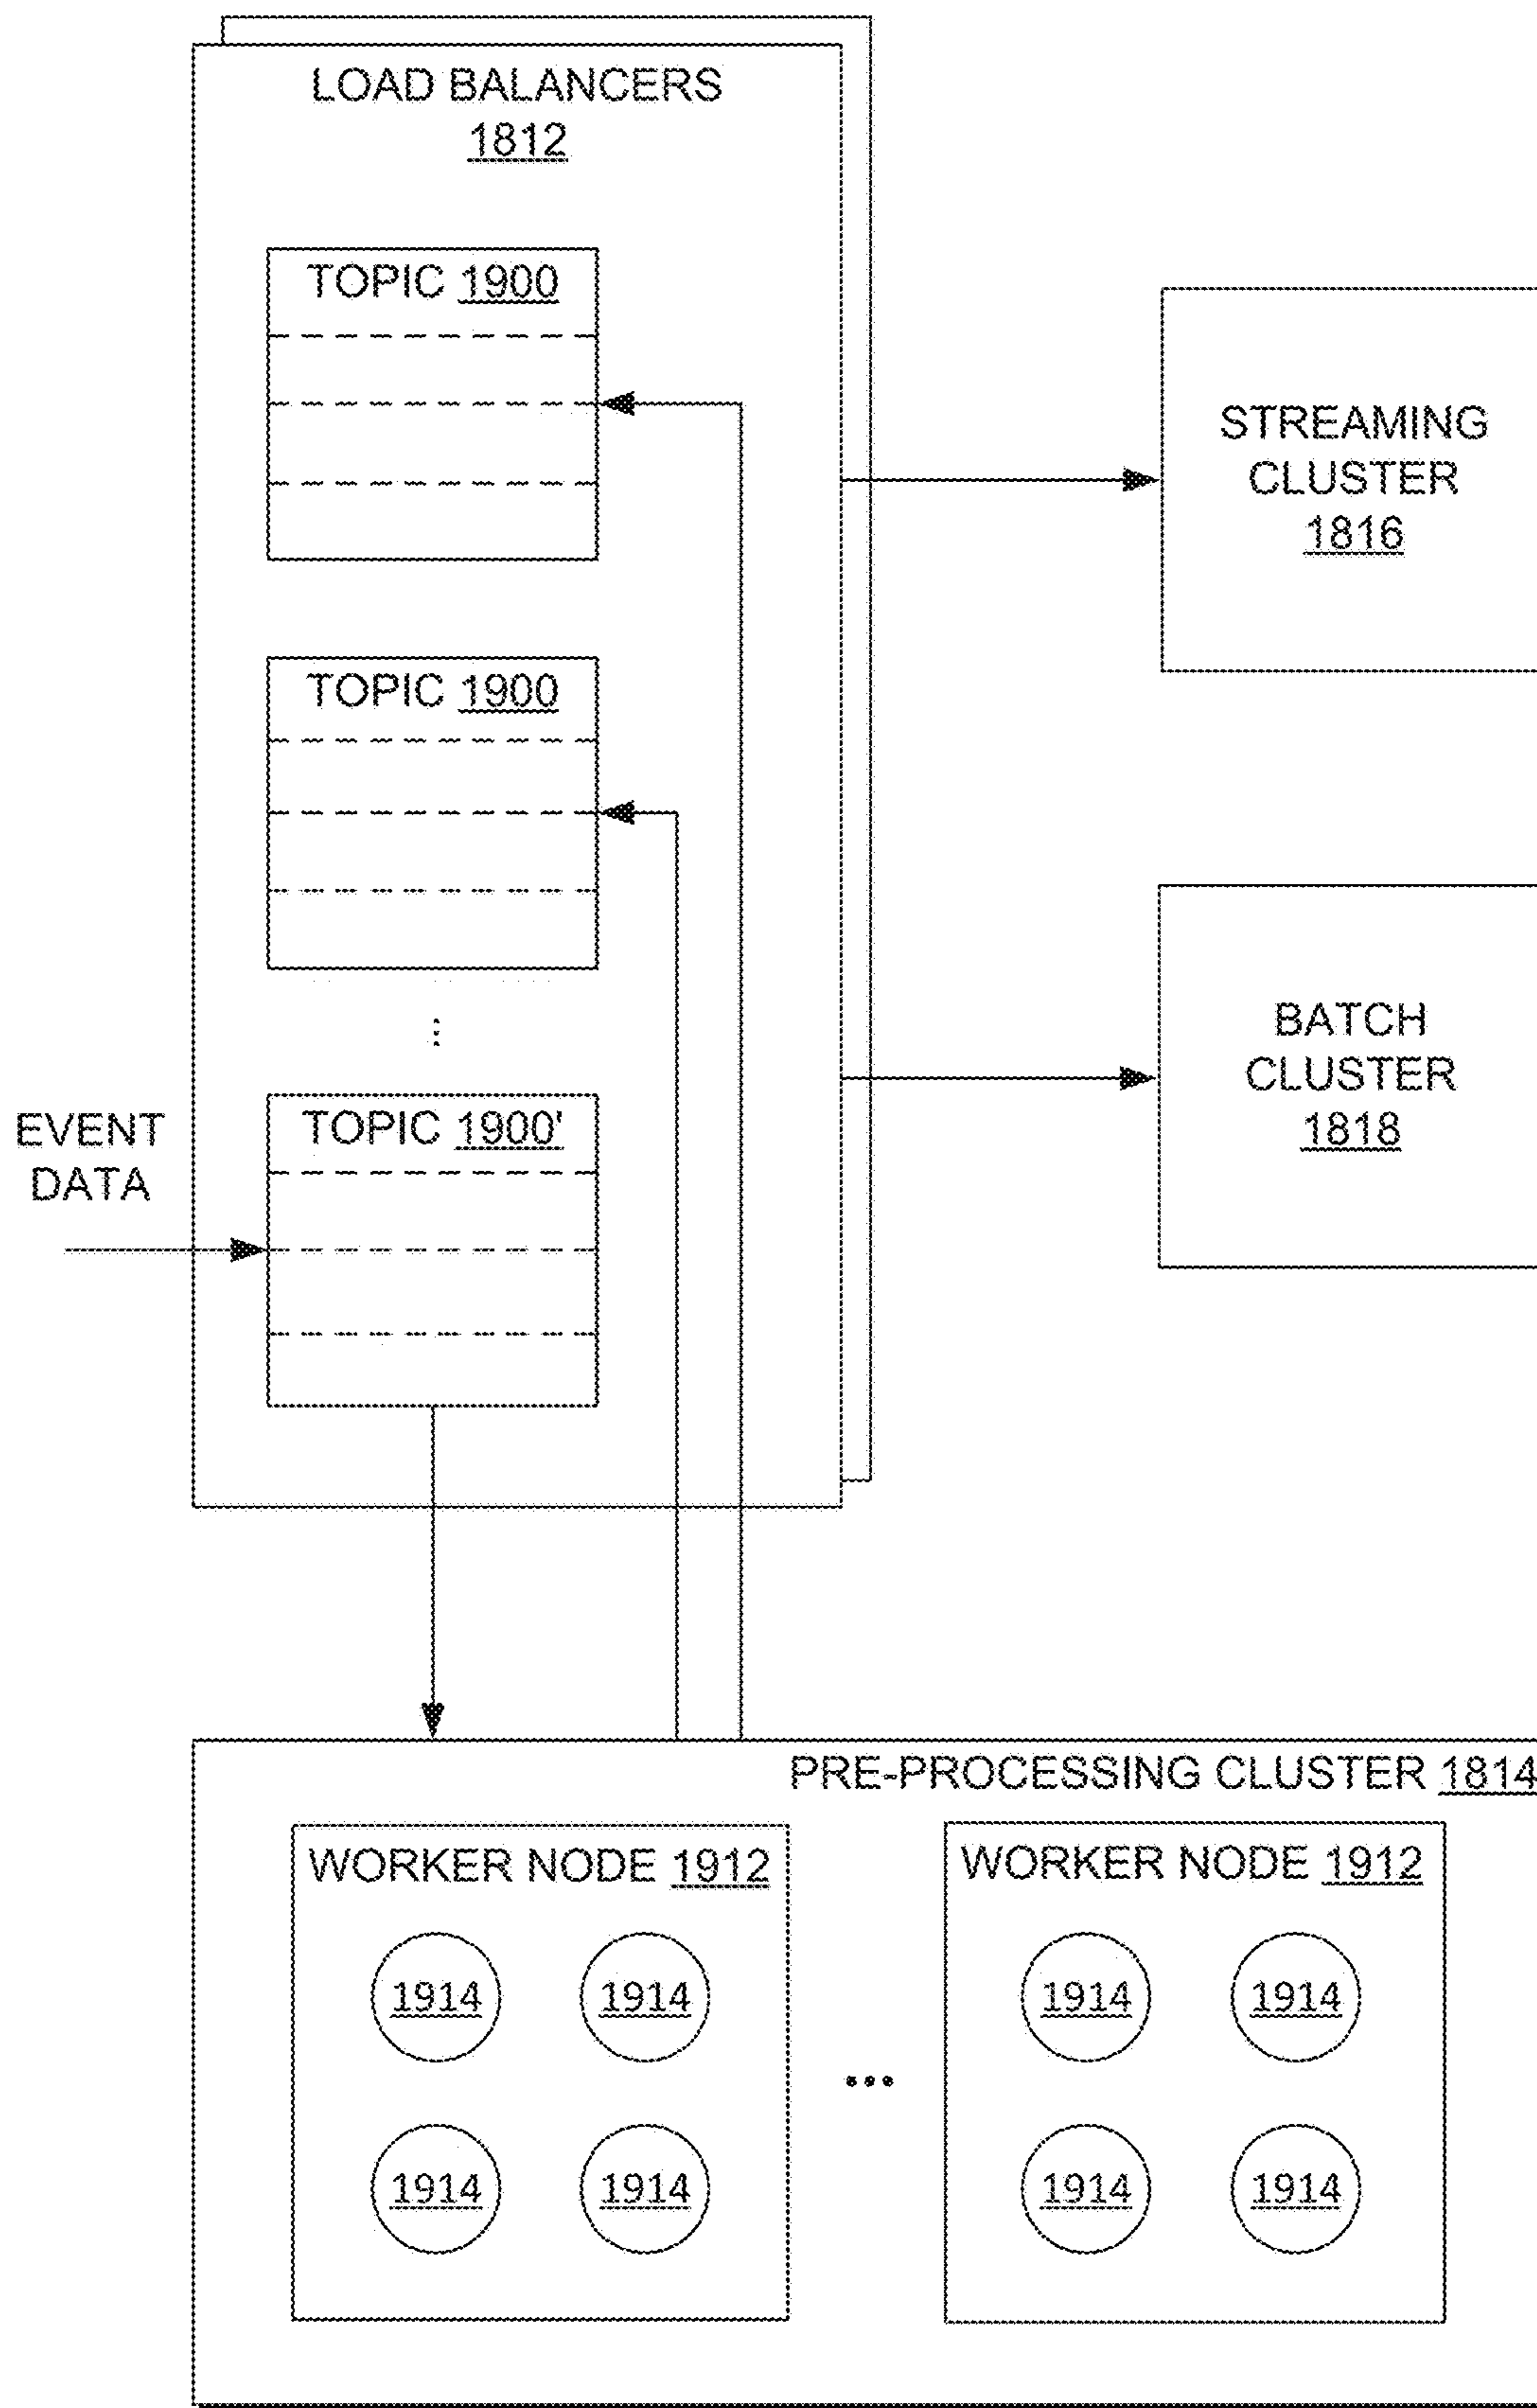 LOAD BALANCERS
1812
TOPIC 1900
STREAMING
CLUSTER
1816
TOPIC 1900
BATCH
CLUSTER
1818
EVENT
DATA
TOPIC 1900'
PRE-PROCESSING CLUSTER 1814
WORKER NODE 1912
1914 1914
1914 1914
...
WORKER NODE 1912
1914 1914
1914 1914